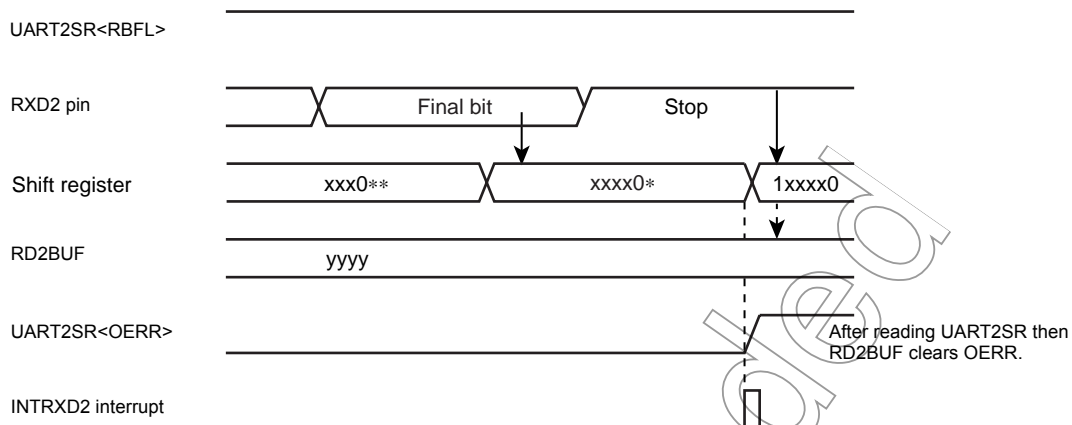 UART2SR<RBFL>
RXD2 pin
Final bit
Stop
Shift register
xxx0**
xxxx0*
1xxxx0
RD2BUF
yyyy
UART2SR<OERR>
After reading UART2SR then
RD2BUF clears OERR.
INTRXD2 interrupt